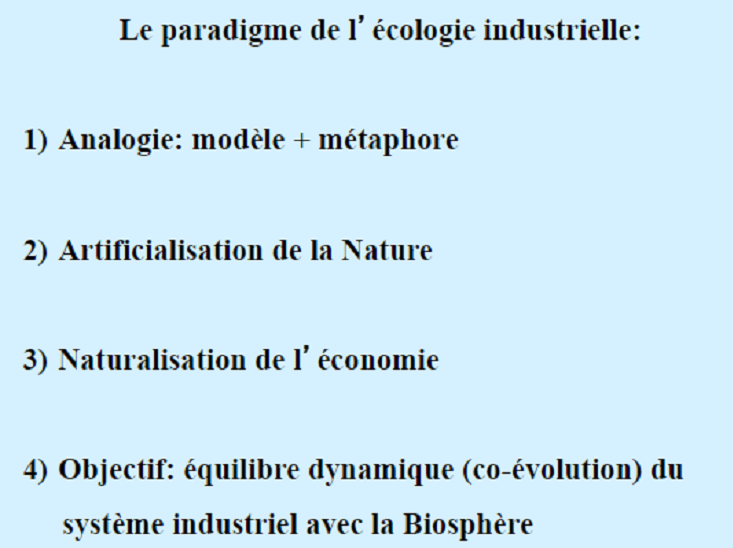 Le paradigme de l’ écologie industrielle:
1) Analogie: modèle + métaphore
2) Artificialisation de la Nature
3) Naturalisation de l’ économie
4) Objectif: équilibre dynamique (co-évolution) du
système industriel avec la Biosphère